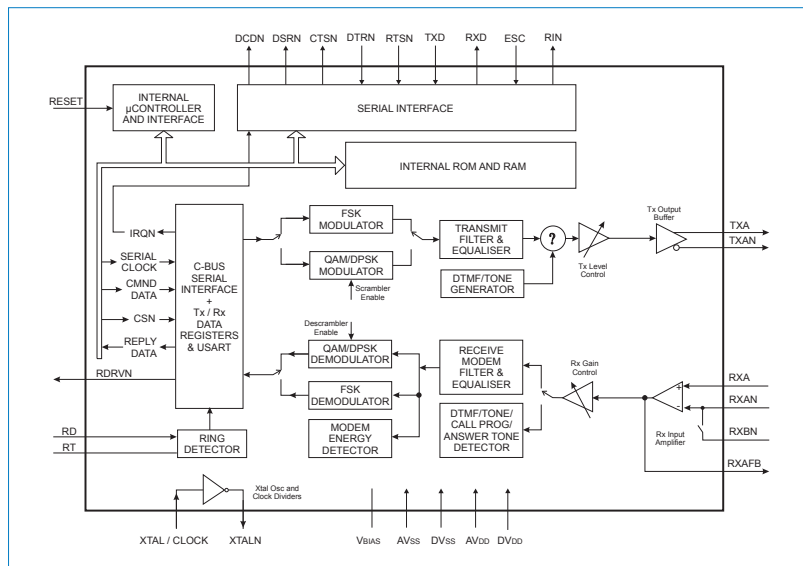 DCDN DSRN CTSN DTRN RTSN TXD RXD ESC RIN
RESET
INTERNAL
µCONTROLLER
AND INTERFACE
SERIAL INTERFACE
INTERNAL ROM AND RAM
IRQN
SERIAL
CLOCK
CMND
DATA
CSN
REPLY
DATA
RDRVN
C-BUS
SERIAL
INTERFACE
+
Tx / Rx
DATA
REGISTERS
& USART
FSK
MODULATOR
QAM/DPSK
MODULATOR
Scrambler
Enable
TRANSMIT
FILTER &
EQUALISER
DTMF/TONE
GENERATOR
?
Tx Level
Control
Tx Output
Buffer
TXA
TXAN
Descrambler
Enable
QAM/DPSK
DEMODULATOR
FSK
DEMODULATOR
MODEM
ENERGY
DETECTOR
RECEIVE
MODEM
FILTER &
EQUALISER
DTMF/TONE/
CALL PROG/
ANSWER TONE
DETECTOR
Rx Gain
Control
+
-
Rx Input
Amplifier
RXA
RXAN
RXBN
RXAFB
RD
RT
RING
DETECTOR
Xtal Osc and
Clock Dividers
XTAL / CLOCK
XTALN
VBIAS AVSS DVSS AVDD DVDD